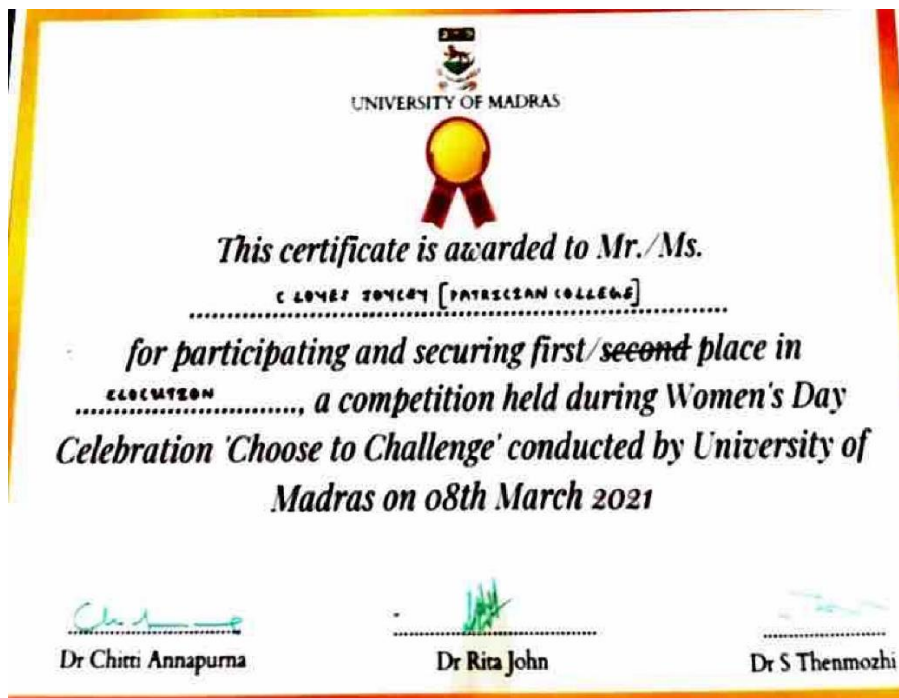 UNIVERSITY OF MADRAS
This certificate is awarded to Mr./Ms.
C LOYES JOYCEY [PATRICIAN COLLEGE]
for participating and securing first/second place in
ELOCUTION, a competition held during Women's Day
Celebration 'Choose to Challenge' conducted by University of
Madras on 08th March 2021
Dr Chitti Annapurna
Dr Rita John
Dr S Thenmozhi